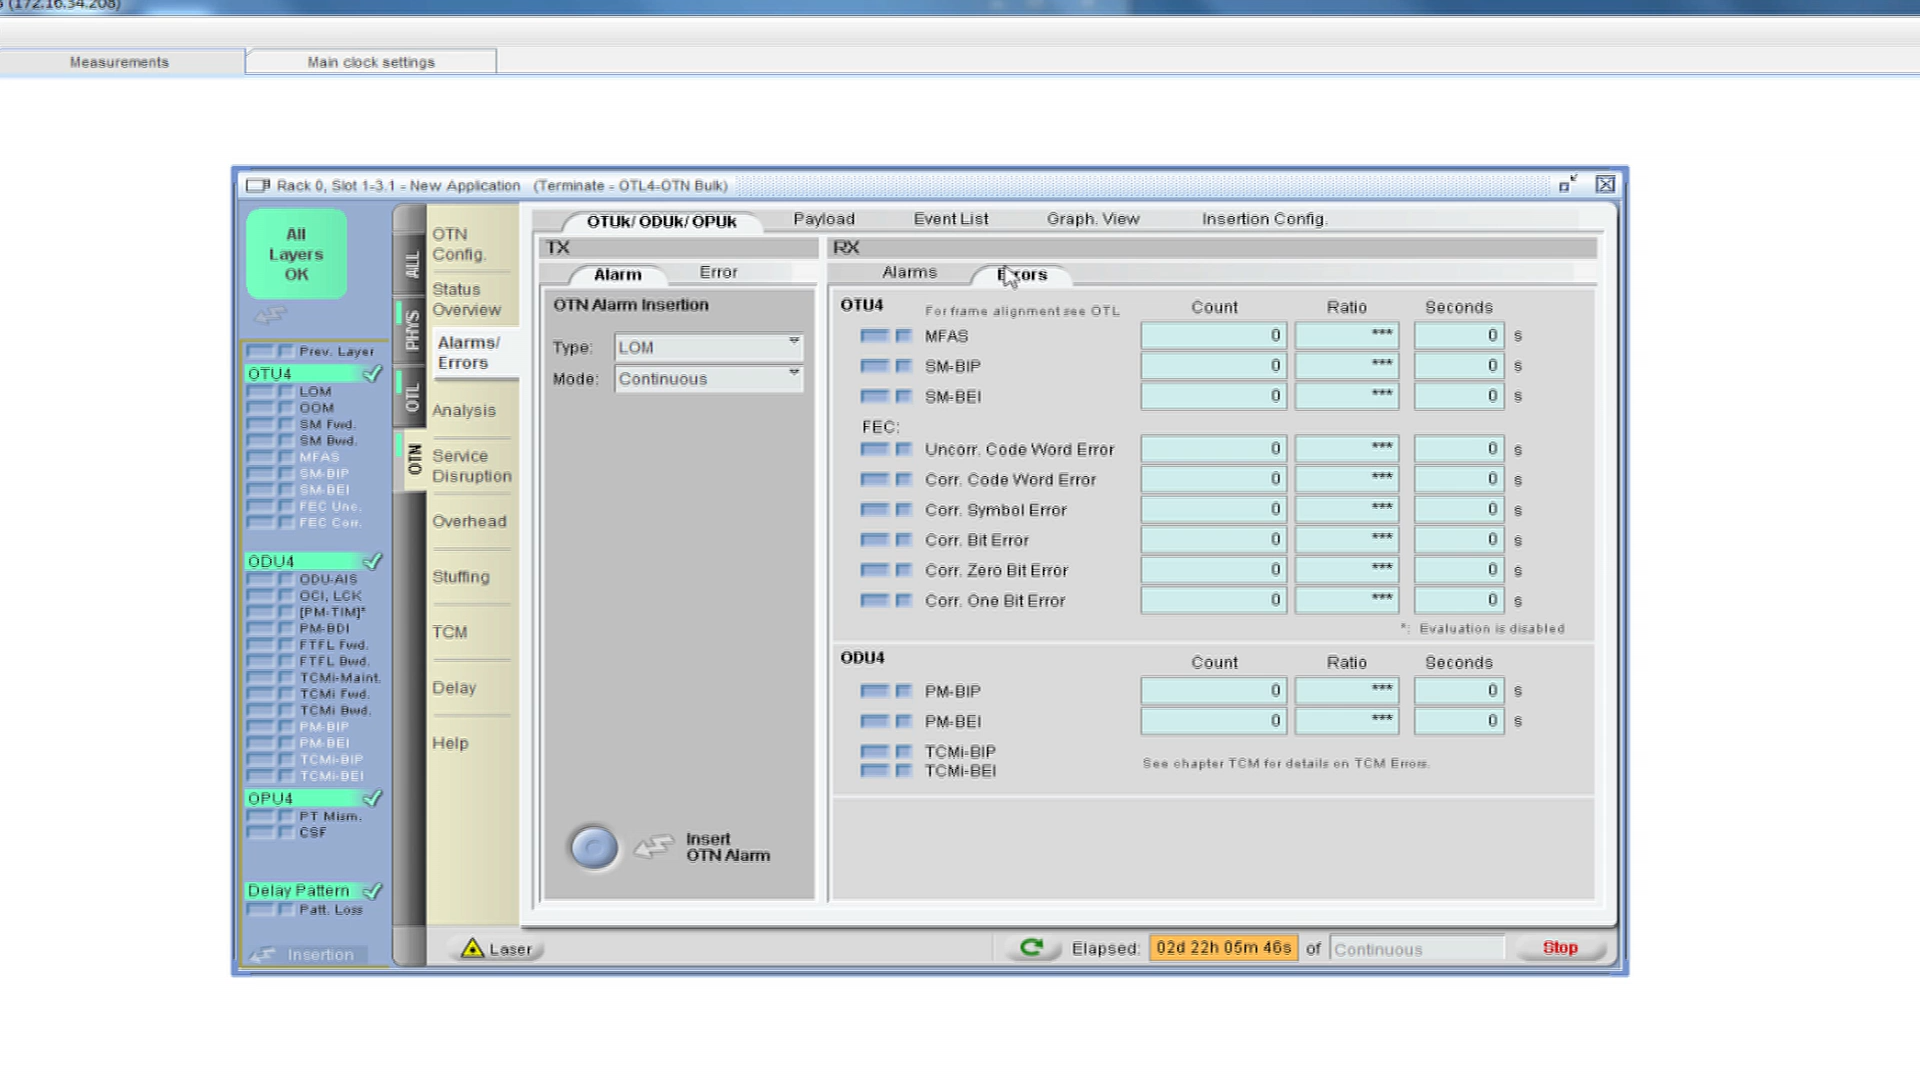 (172.16.34.208)
Measurements
Main clock settings
Rack 0, Slot 1-3.1 - New Application (Terminate - OTL4-OTN Bulk)
All
Layers
OK
Prev. Layer
OTU4
LOM
OOM
SM Fwd.
SM Bwd.
MFAS
SM-BIP
SM-BEI
FEC Unc.
FEC Corr.
ODU4
ODU-AIS
OCI, LCK
[PM-TIM]*
PM-BDI
FTFL Fwd.
FTFL Bwd.
TCMi-Maint.
TCMi Fwd.
TCMi Bwd.
PM-BIP
PM-BEI
TCMi-BIP
TCMi-BEI
OPU4
PT Mism.
CSF
Delay Pattern
Patt. Loss
Insertion
ALL
PHYS
OTL
OTN
OTN
Config.
Status
Overview
Alarms/
Errors
Analysis
Service
Disruption
Overhead
Stuffing
TCM
Delay
Help
OTUk/ ODUk/ OPUk
Payload
Event List
Graph. View
Insertion Config.
TX
Alarm
Error
OTN Alarm Insertion
Type: LOM
Mode: Continuous
Insert
OTN Alarm
RX
Alarms
Errors
OTU4 For frame alignment see OTL Count Ratio Seconds
MFAS 0 *** 0 s
SM-BIP 0 *** 0 s
SM-BEI 0 *** 0 s
FEC:
Uncorr. Code Word Error 0 *** 0 s
Corr. Code Word Error 0 *** 0 s
Corr. Symbol Error 0 *** 0 s
Corr. Bit Error 0 *** 0 s
Corr. Zero Bit Error 0 *** 0 s
Corr. One Bit Error 0 *** 0 s
*: Evaluation is disabled
ODU4 Count Ratio Seconds
PM-BIP 0 *** 0 s
PM-BEI 0 *** 0 s
TCMi-BIP
TCMi-BEI
See chapter TCM for details on TCM Errors.
Laser
Elapsed: 02d 22h 05m 46s of Continuous
Stop